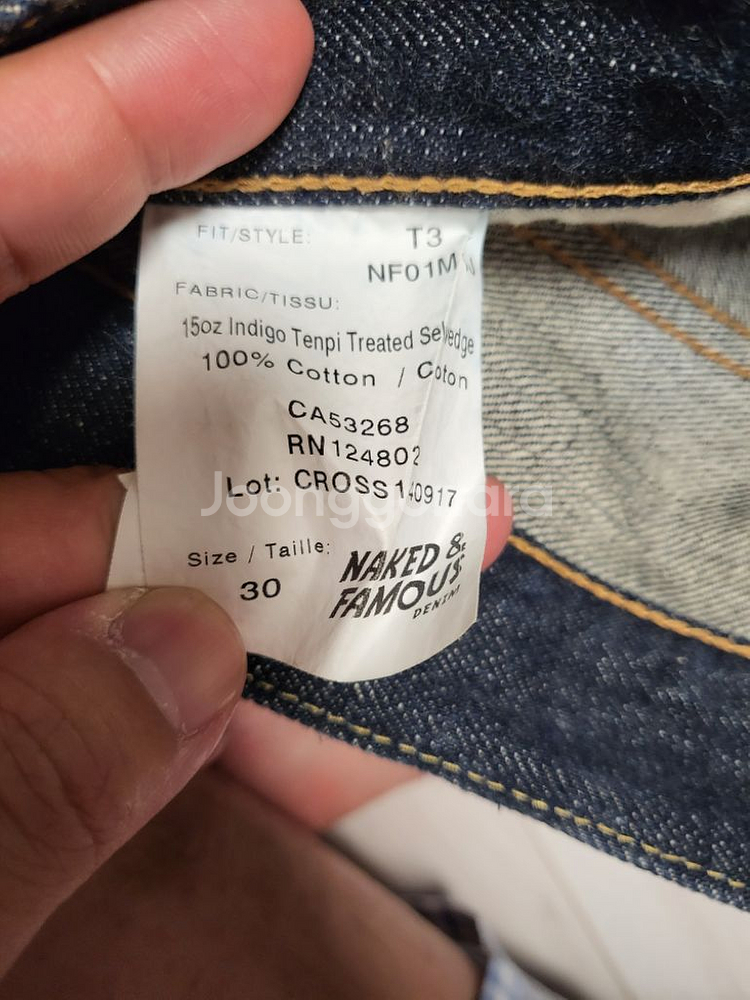 FIT/STYLE: T3
NF01M
FABRIC/TISSU:
15oz Indigo Tenpi Treated Selvedge
100% Cotton / Coton
CA53268
RN124802
Lot: CROSS140917
Joonggonara
Size / Taille:
30
NAKED &
FAMOUS
DENIM